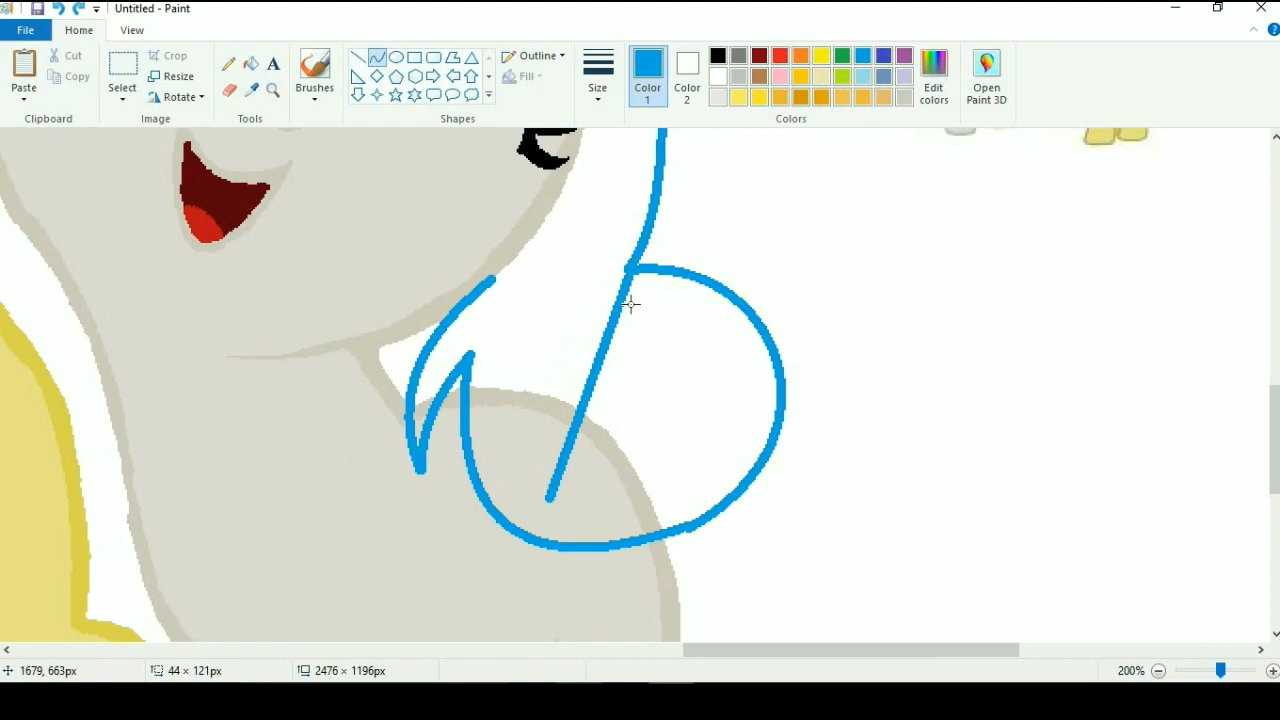 Untitled - Paint
File Home View
Paste
Cut
Copy
Clipboard
Select
Crop
Resize
Rotate
Image
Tools
Brushes
Outline
Fill
Shapes
Size
Color 1
Color 2
Edit colors
Colors
Open Paint 3D
1679, 663px
44 × 121px
2476 × 1196px
200%